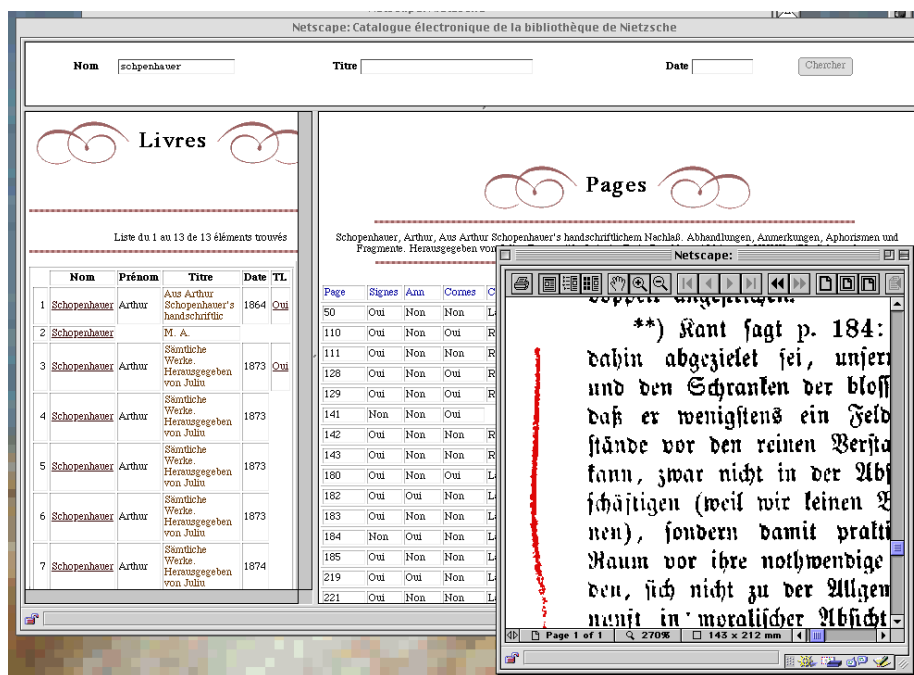 Netscape: Catalogue électronique de la bibliothèque de Nietzsche
Nom schpenhauer Titre Date Chercher
Livres
Liste du 1 au 13 de 13 éléments trouvés
Nom Prénom Titre Date TL
1 Schopenhauer Arthur Aus Arthur Schopenhauer's handschriftlic 1864 Oui
2 Schopenhauer M. A.
3 Schopenhauer Arthur Sämtliche Werke. Herausgegeben von Juliu 1873 Oui
4 Schopenhauer Arthur Sämtliche Werke. Herausgegeben von Juliu 1873
5 Schopenhauer Arthur Sämtliche Werke. Herausgegeben von Juliu 1873
6 Schopenhauer Arthur Sämtliche Werke. Herausgegeben von Juliu 1873
7 Schopenhauer Arthur Sämtliche Werke. Herausgegeben von Juliu 1874
Pages
Schopenhauer, Arthur, Aus Arthur Schopenhauer's handschriftlichem Nachlaß. Abhandlungen, Anmerkungen, Aphorismen und
Fragmente. Herausgegeben von
Page Signes Ann Cornes C
50 Oui Non Non L
110 Oui Non Oui R
111 Oui Non Non R
128 Oui Non Oui R
129 Oui Non Oui R
141 Non Non Oui
142 Oui Non Non R
143 Oui Non Non R
180 Oui Non Oui L
182 Oui Oui Non L
183 Oui Non Non L
184 Non Oui Non L
185 Oui Non Non L
219 Oui Oui Non L
221 Oui Non Non L
Netscape:
**) Kant sagt p. 184:
dahin abgezielet sei, unsern
und den Schranken der bloss
daß er wenigstens ein Feld
stände vor den reinen Versta
kann, zwar nicht in der Abs
schäftigen (weil wir keinen B
nen), sondern damit prakti
Raum vor ihre nothwendige
den, sich nicht zu der Allgem
nunft in moralischer Absicht
Page 1 of 1 270% 143 x 212 mm